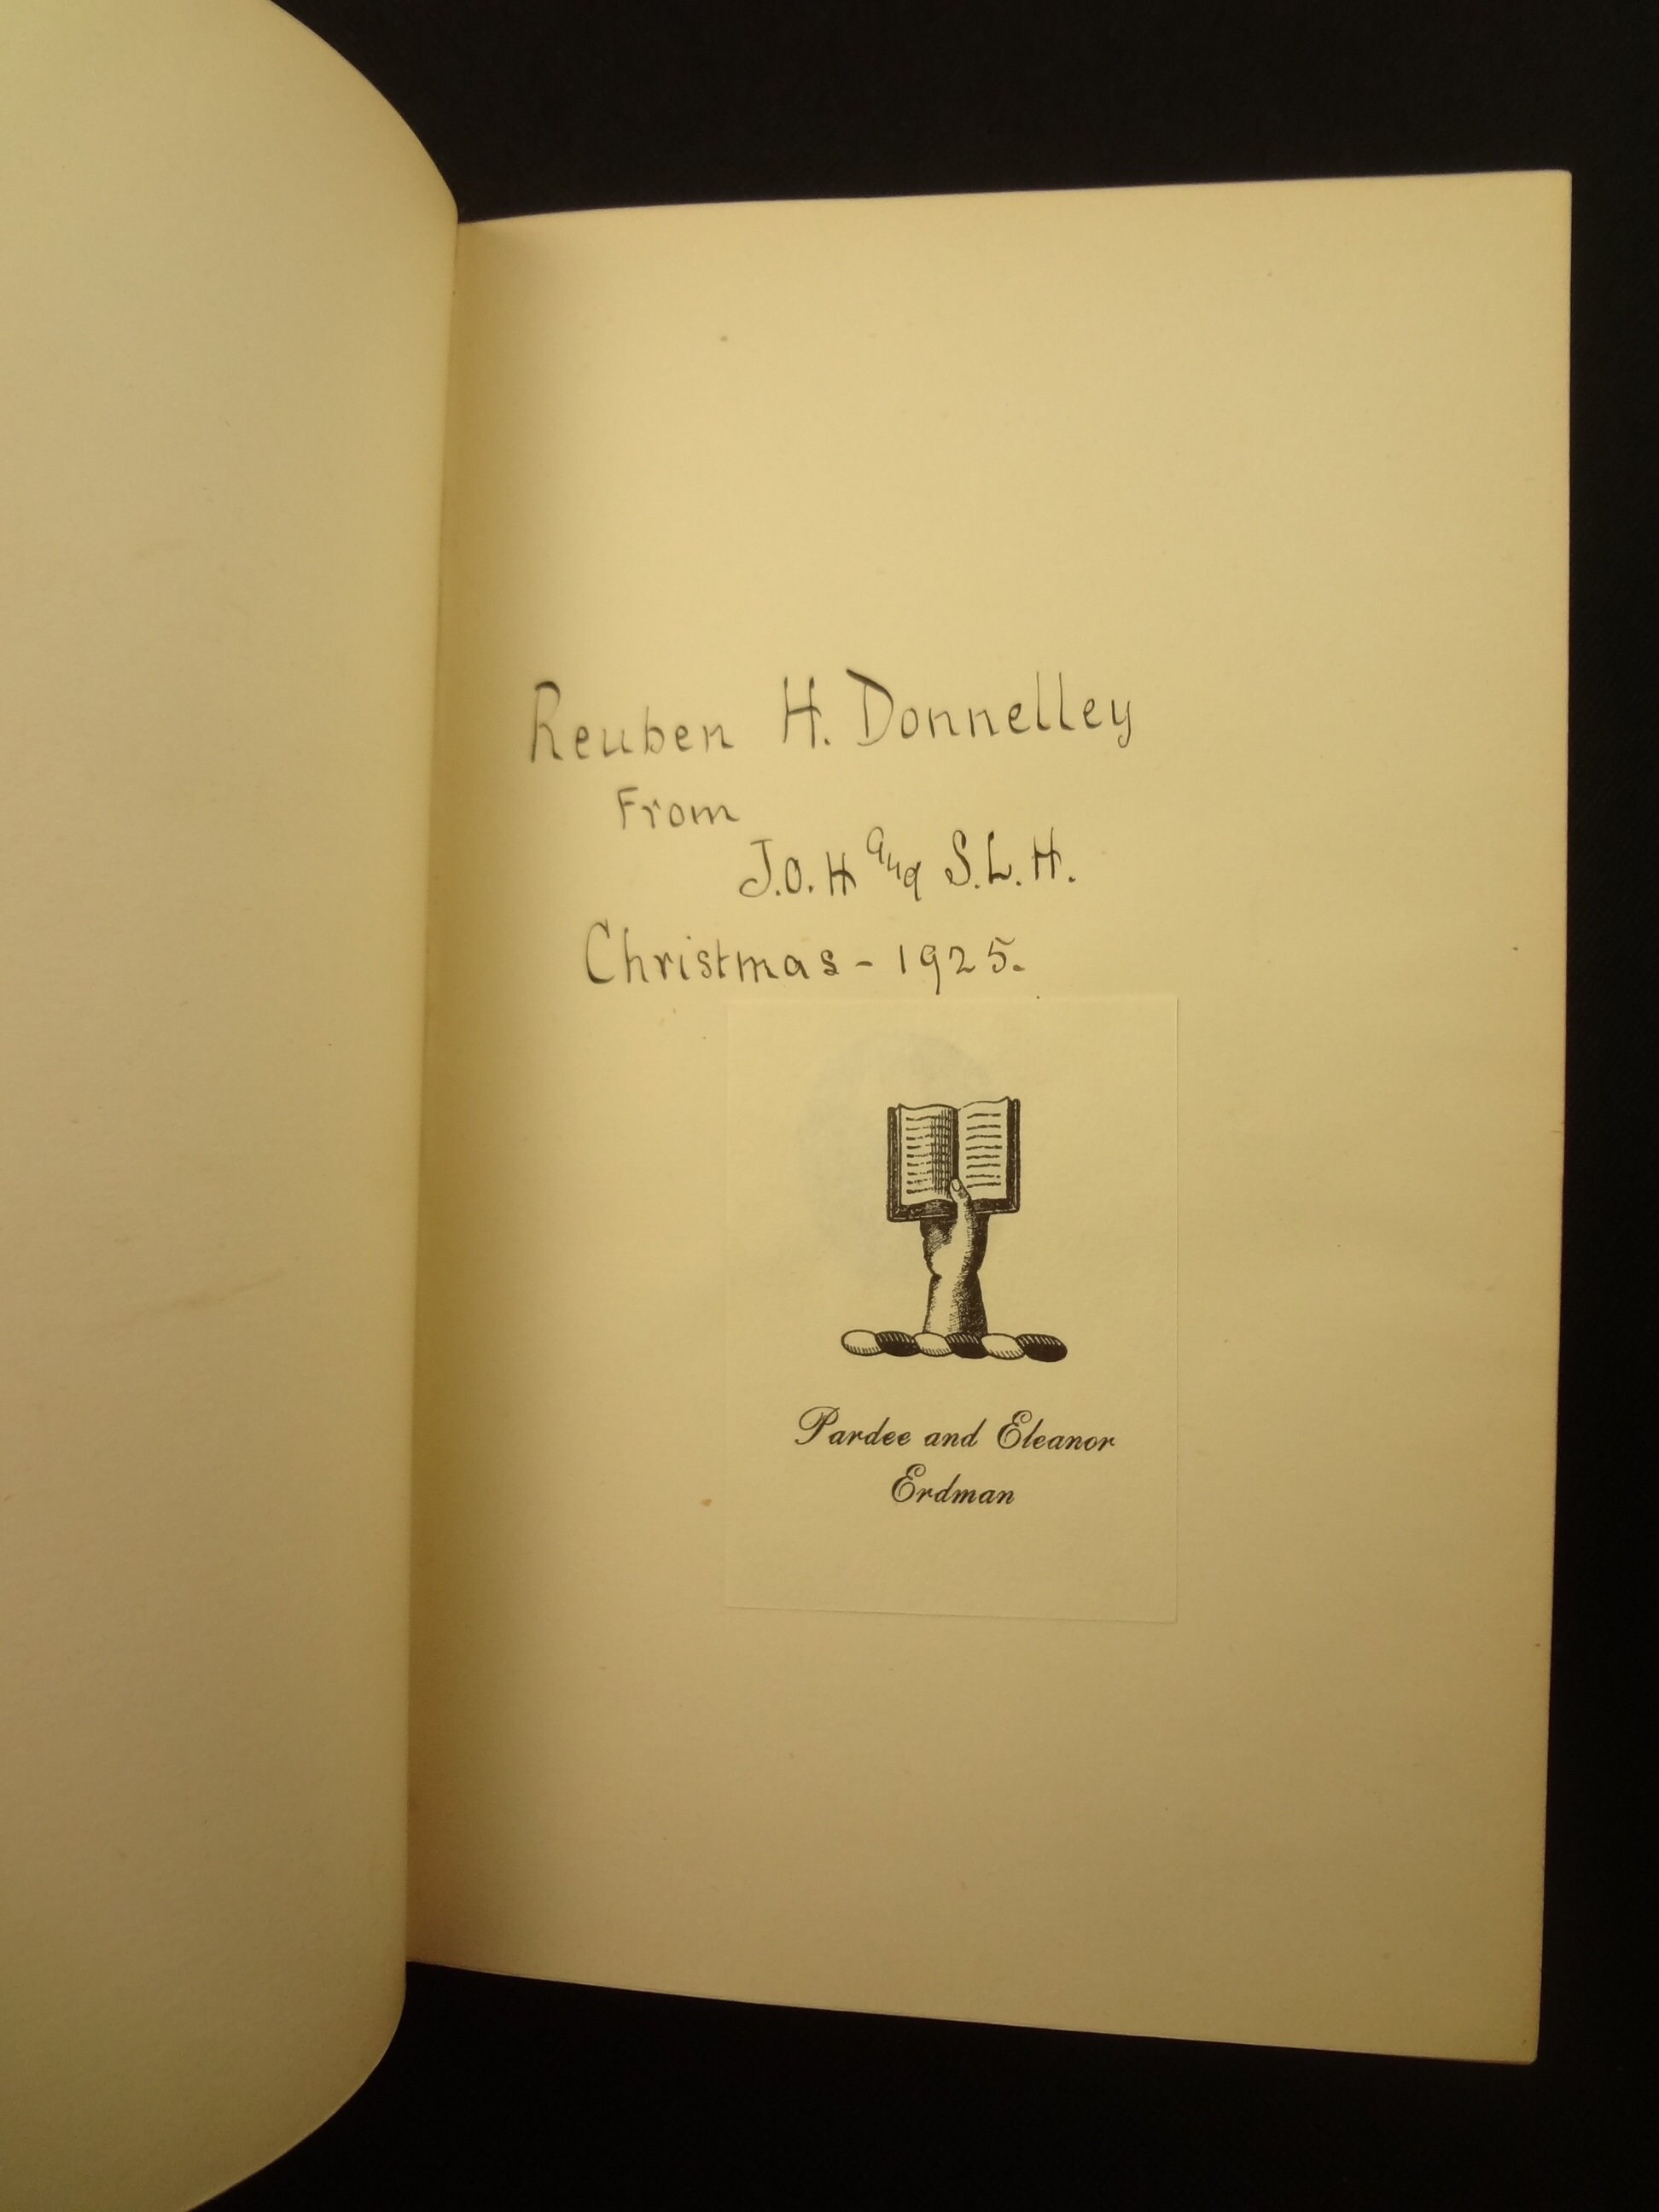 Reuben H. Donnelley
From
J.O.H and S.L.H.
Christmas - 1925.
Pardee and Eleanor
Erdman